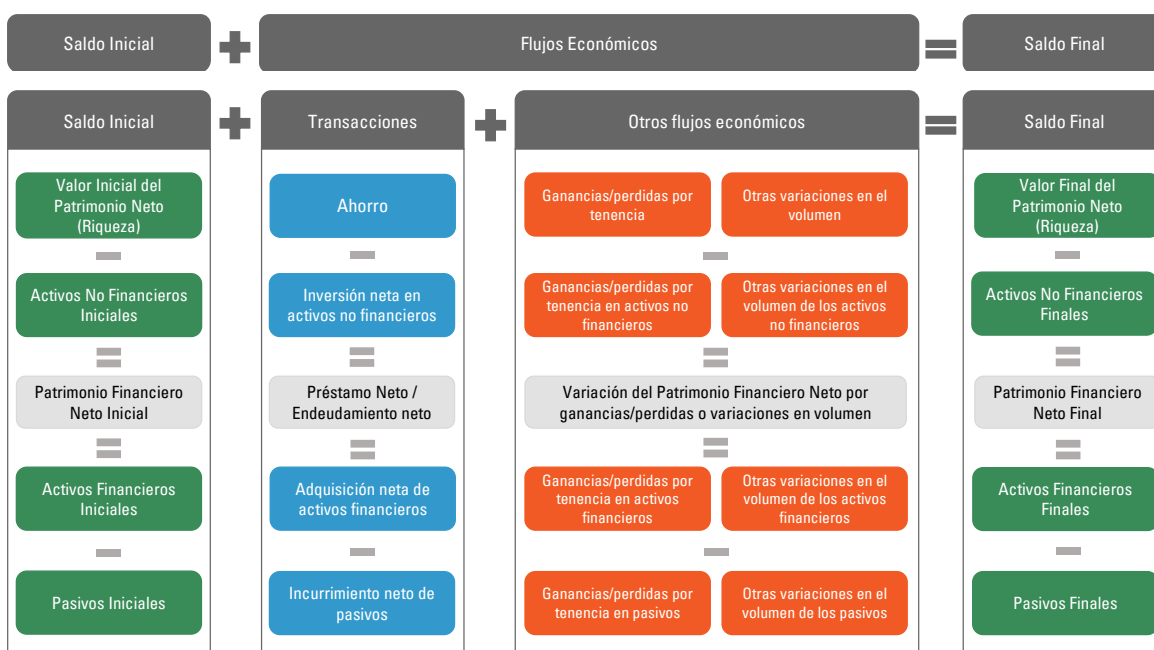 Saldo Inicial
Flujos Económicos
Saldo Final
Saldo Inicial
Transacciones
Otros flujos económicos
Saldo Final
Valor Inicial del
Patrimonio Neto
(Riqueza)
Ahorro
Ganancias/perdidas por
tenencia
Otras variaciones en el
volumen
Valor Final del
Patrimonio Neto
(Riqueza)
Activos No Financieros
Iniciales
Inversión neta en
activos no financieros
Ganancias/perdidas por
tenencia en activos no
financieros
Otras variaciones en el
volumen de los activos
no financieros
Activos No Financieros
Finales
Patrimonio Financiero
Neto Inicial
Préstamo Neto /
Endeudamiento neto
Variación del Patrimonio Financiero Neto por
ganancias/perdidas o variaciones en volumen
Patrimonio Financiero
Neto Final
Activos Financieros
Iniciales
Adquisición neta de
activos financieros
Ganancias/perdidas por
tenencia en activos
financieros
Otras variaciones en el
volumen de los activos
financieros
Activos Financieros
Finales
Pasivos Iniciales
Incurrimiento neto de
pasivos
Ganancias/perdidas por
tenencia en pasivos
Otras variaciones en el
volumen de los pasivos
Pasivos Finales